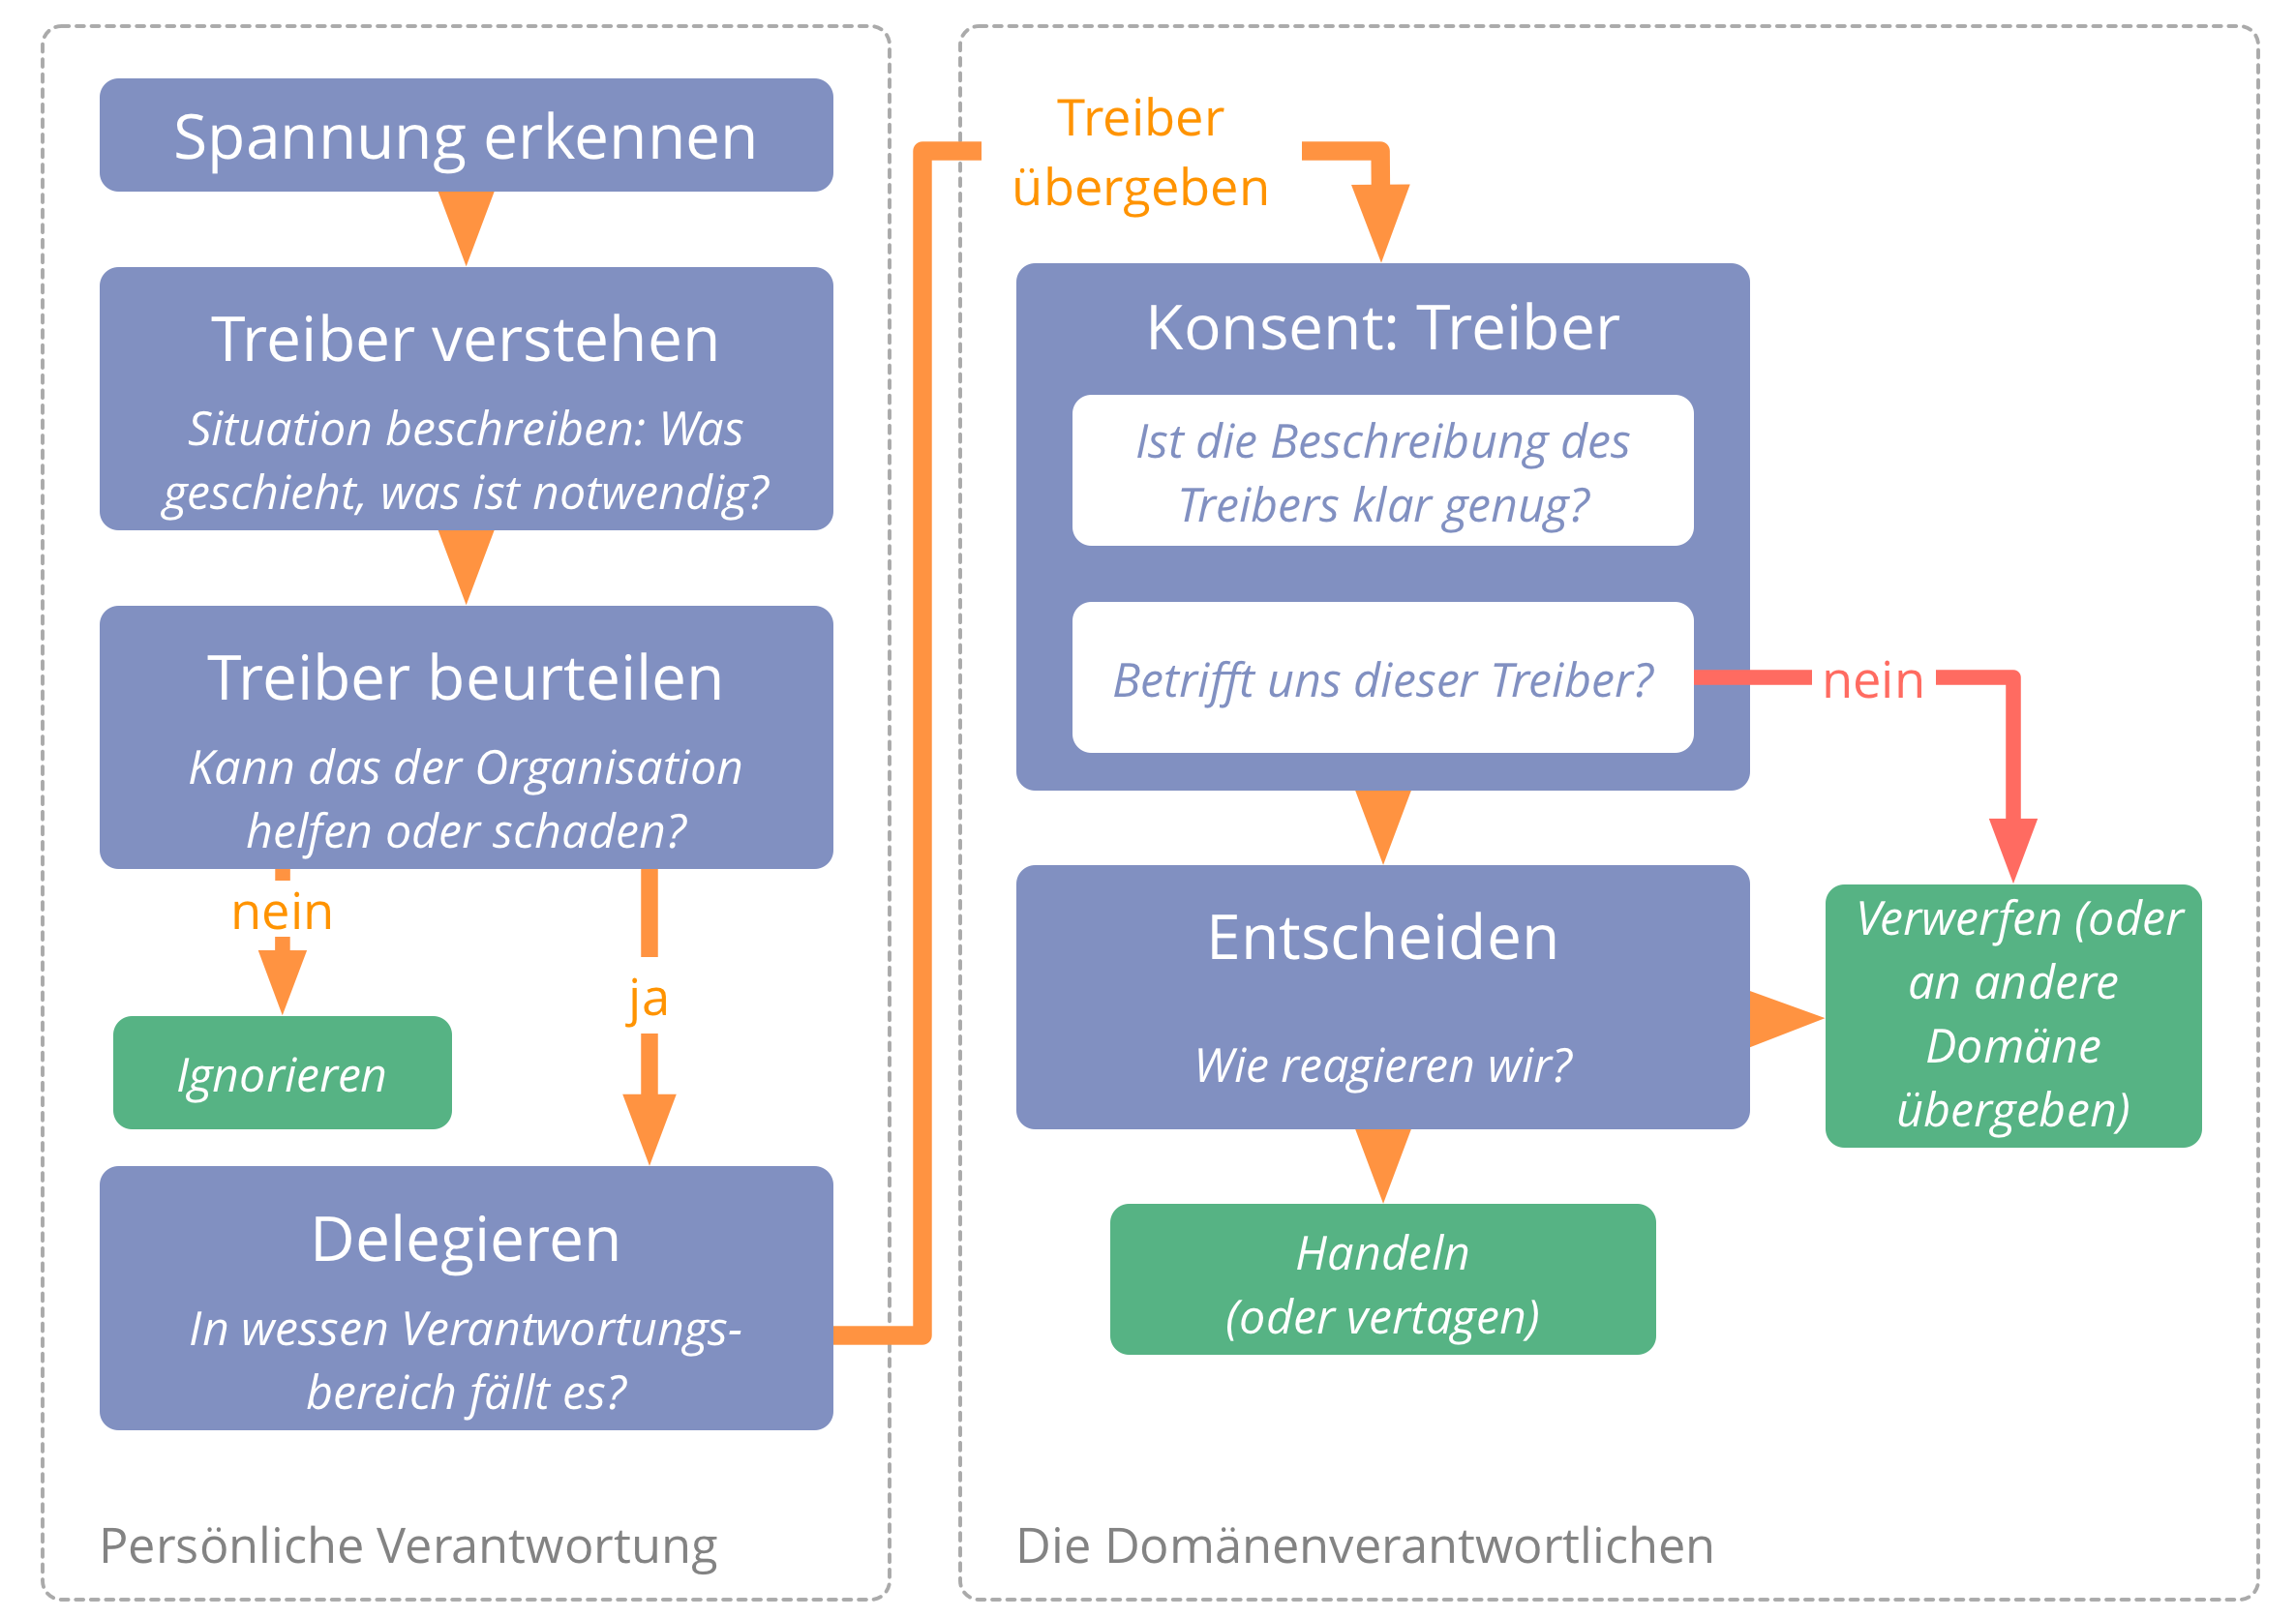 Spannung erkennen
Treiber verstehen
Situation beschreiben: Was
geschieht, was ist notwendig?
Treiber beurteilen
Kann das der Organisation
helfen oder schaden?
nein
ja
Ignorieren
Delegieren
In wessen Verantwortungs-
bereich fällt es?
Persönliche Verantwortung
Treiber
übergeben
Konsent: Treiber
Ist die Beschreibung des
Treibers klar genug?
Betrifft uns dieser Treiber?
nein
Entscheiden
Wie reagieren wir?
Verwerfen (oder
an andere
Domäne
übergeben)
Handeln
(oder vertagen)
Die Domänenverantwortlichen